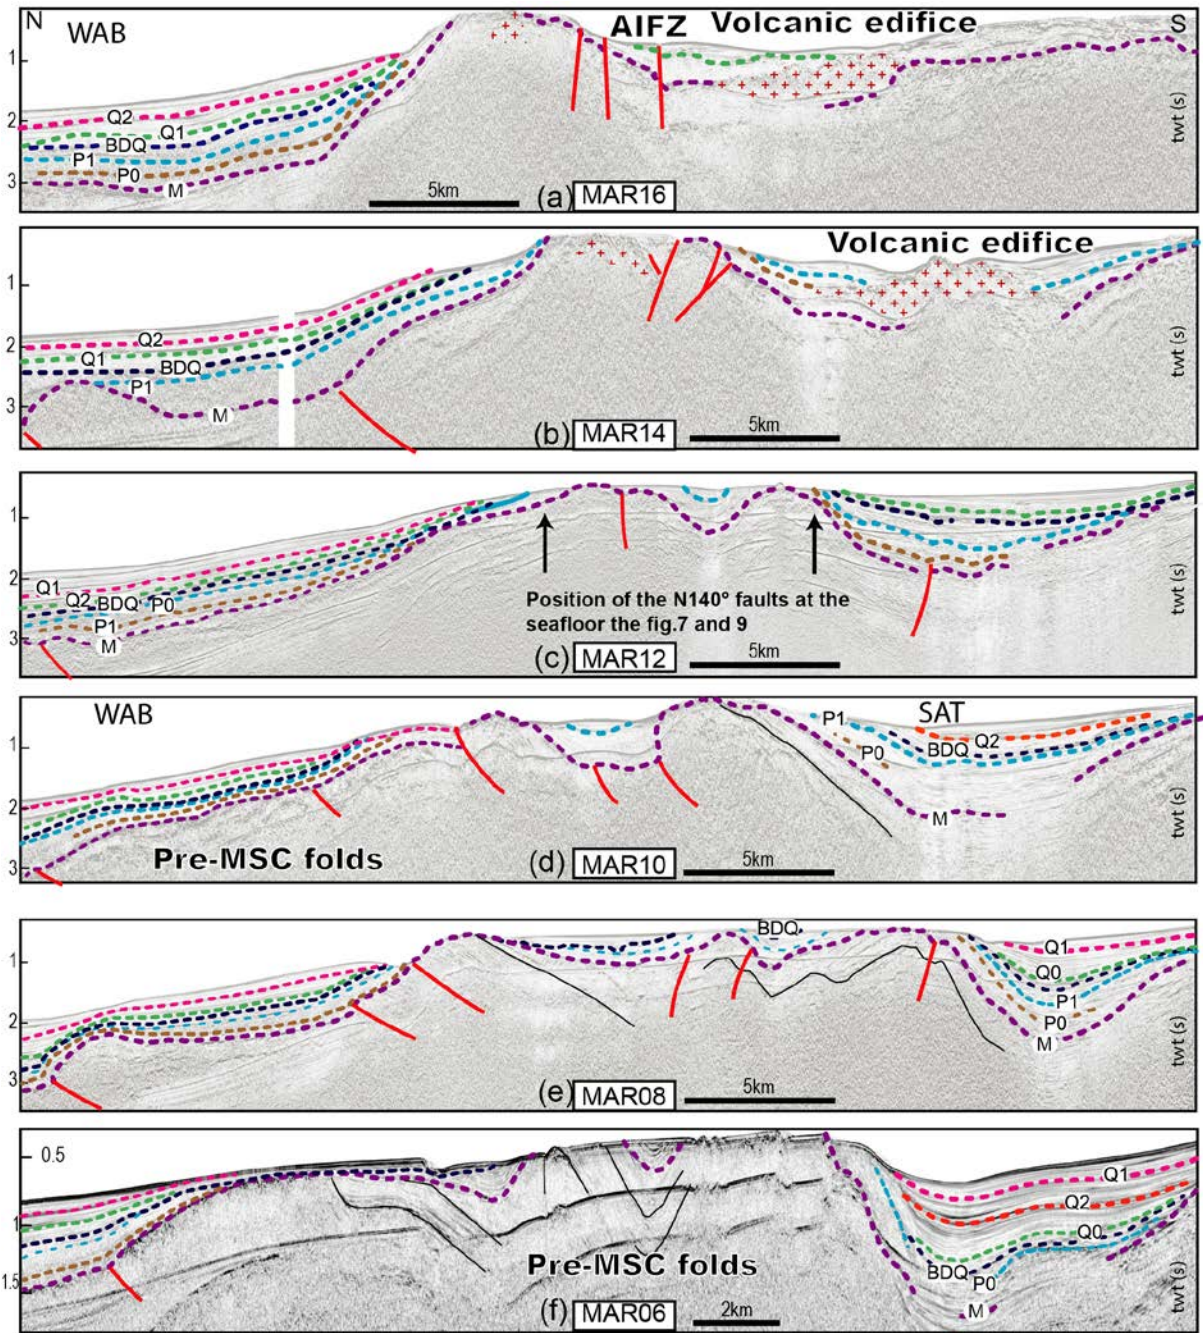 N
WAB
AIFZ
Volcanic edifice
S
1
2
3
Q2
Q1
BDQ
P1
P0
M
5km
(a) MAR16
twt (s)
Volcanic edifice
1
2
3
Q2
Q1
BDQ
P1
M
5km
(b) MAR14
twt (s)
1
2
3
Q1
Q2
BDQ
P0
P1
M
Position of the N140° faults at the
seafloor the fig.7 and 9
5km
(c) MAR12
twt (s)
WAB
SAT
1
2
3
P1
P0
BDQ
Q2
M
Pre-MSC folds
5km
(d) MAR10
twt (s)
BDQ
1
2
3
Q1
Q0
P1
P0
M
5km
(e) MAR08
twt (s)
0.5
1
1.5
Q1
Q2
Q0
BDQ
P0
M
Pre-MSC folds
2km
(f) MAR06
twt (s)